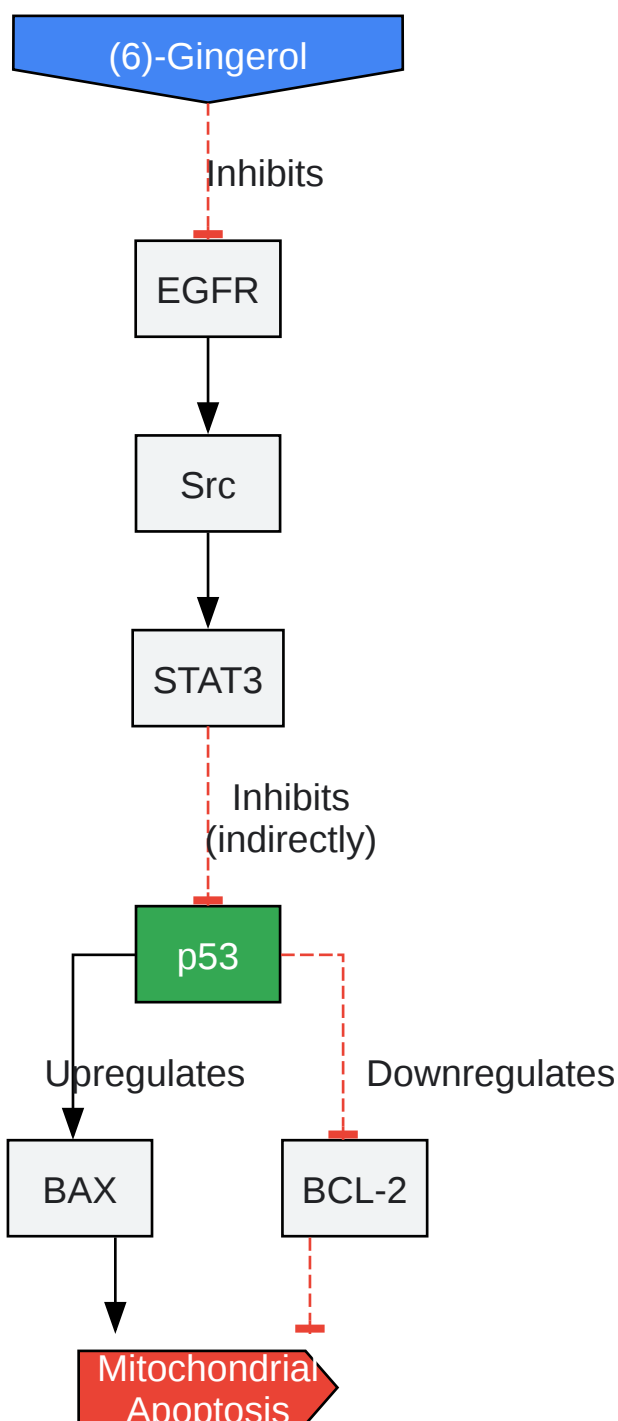 (6)-Gingerol
Inhibits
EGFR
Src
STAT3
Inhibits
(indirectly)
p53
Upregulates
Downregulates
BAX
BCL-2
Mitochondrial
Apoptosis